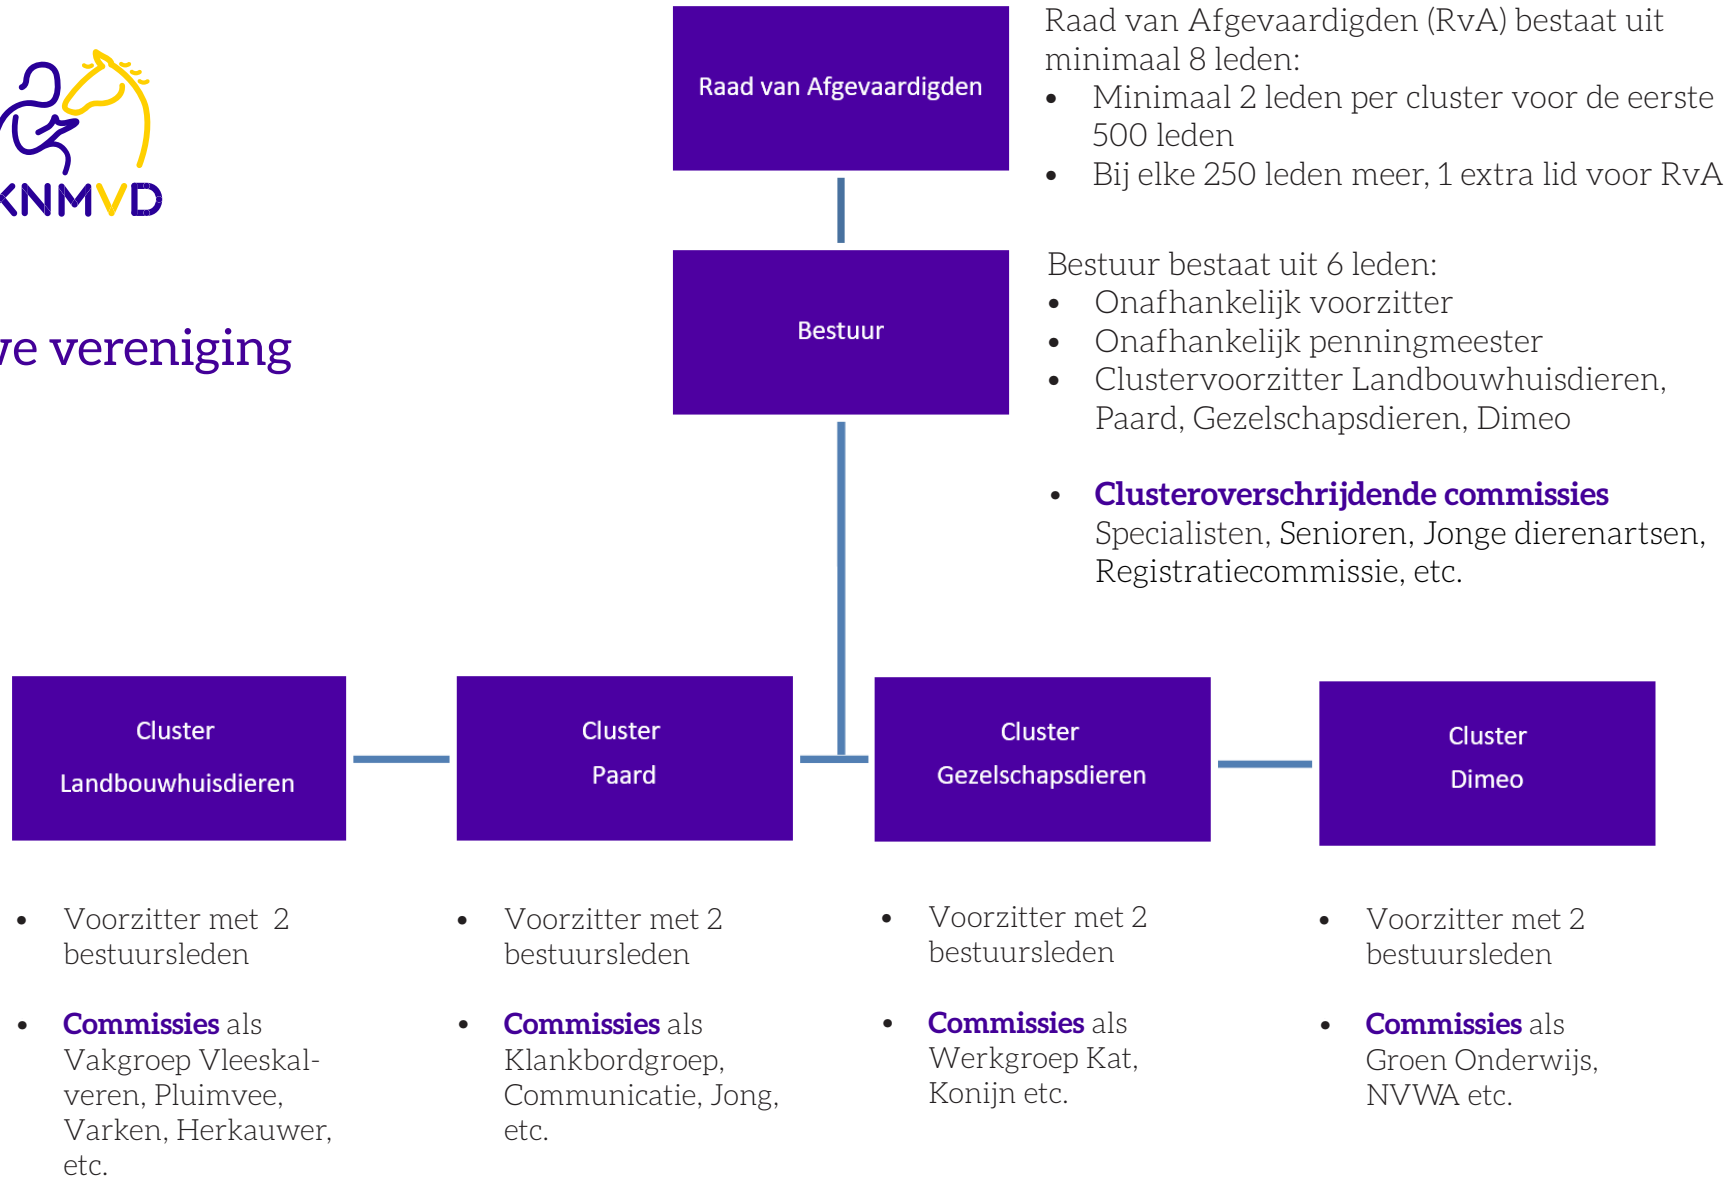 KNMVD
we vereniging
Raad van Afgevaardigden
Raad van Afgevaardigden (RvA) bestaat uit
minimaal 8 leden:
• Minimaal 2 leden per cluster voor de eerste
500 leden
• Bij elke 250 leden meer, 1 extra lid voor RvA
Bestuur
Bestuur bestaat uit 6 leden:
• Onafhankelijk voorzitter
• Onafhankelijk penningmeester
• Clustervoorzitter Landbouwhuisdieren,
Paard, Gezelschapsdieren, Dimeo
• Clusteroverschrijdende commissies
Specialisten, Senioren, Jonge dierenartsen,
Registratiecommissie, etc.
Cluster
Landbouwhuisdieren
• Voorzitter met 2
bestuursleden
• Commissies als
Vakgroep Vleeskal-
veren, Pluimvee,
Varken, Herkauwer,
etc.
Cluster
Paard
• Voorzitter met 2
bestuursleden
• Commissies als
Klankbordgroep,
Communicatie, Jong,
etc.
Cluster
Gezelschapsdieren
• Voorzitter met 2
bestuursleden
• Commissies als
Werkgroep Kat,
Konijn etc.
Cluster
Dimeo
• Voorzitter met 2
bestuursleden
• Commissies als
Groen Onderwijs,
NVWA etc.